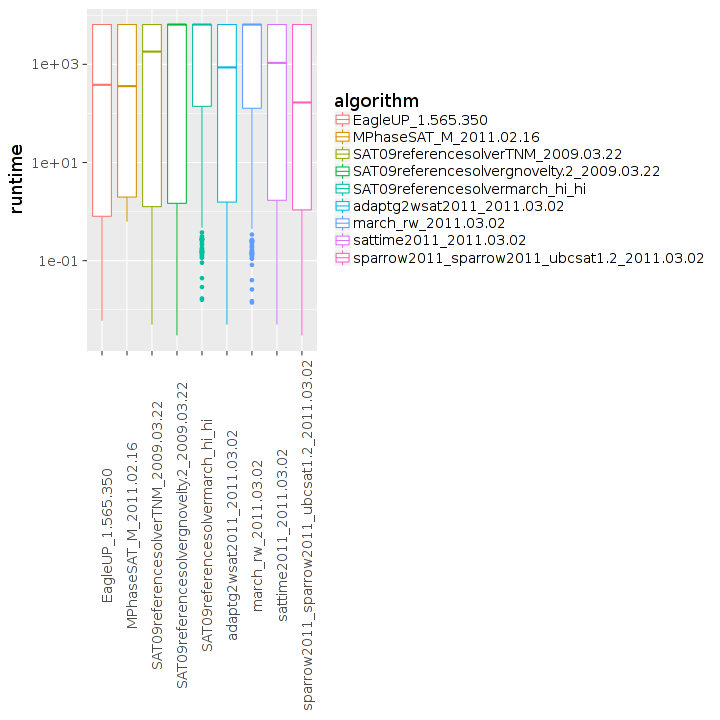 1e+03
1e+01
1e-01
runtime
algorithm
EagleUP_1.565.350
MPhaseSAT_M_2011.02.16
SAT09referencesolverTNM_2009.03.22
SAT09referencesolvergnovelty.2_2009.03.22
SAT09referencesolvermarch_hi_hi
adaptg2wsat2011_2011.03.02
march_rw_2011.03.02
sattime2011_2011.03.02
sparrow2011_sparrow2011_ubcsat1.2_2011.03.02
EagleUP_1.565.350
MPhaseSAT_M_2011.02.16
SAT09referencesolverTNM_2009.03.22
SAT09referencesolvergnovelty.2_2009.03.22
SAT09referencesolvermarch_hi_hi
adaptg2wsat2011_2011.03.02
march_rw_2011.03.02
sattime2011_2011.03.02
sparrow2011_sparrow2011_ubcsat1.2_2011.03.02